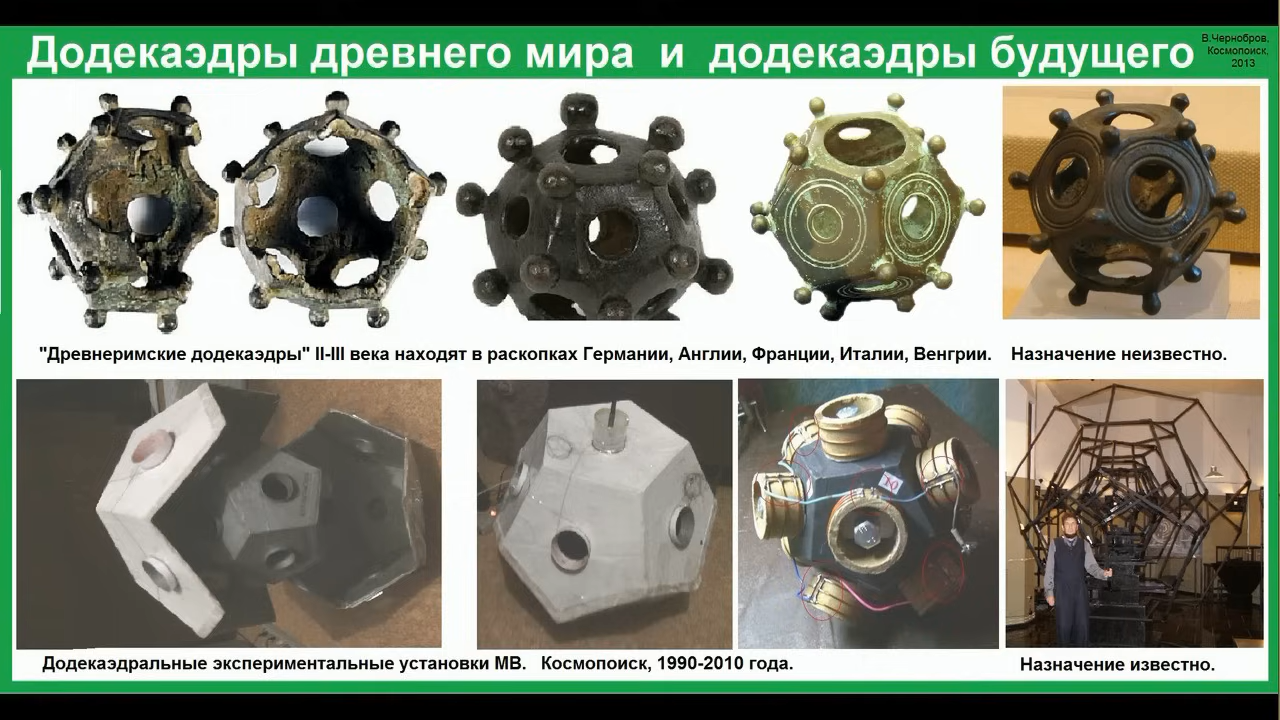 Додекаэдры древнего мира и додекаэдры будущего
В.Чернобров,
Космопоиск,
2013
"Древнеримские додекаэдры" II-III века находят в раскопках Германии, Англии, Франции, Италии, Венгрии. Назначение неизвестно.
10
Додекаэдральные экспериментальные установки МВ. Космопоиск, 1990-2010 года.
Назначение известно.